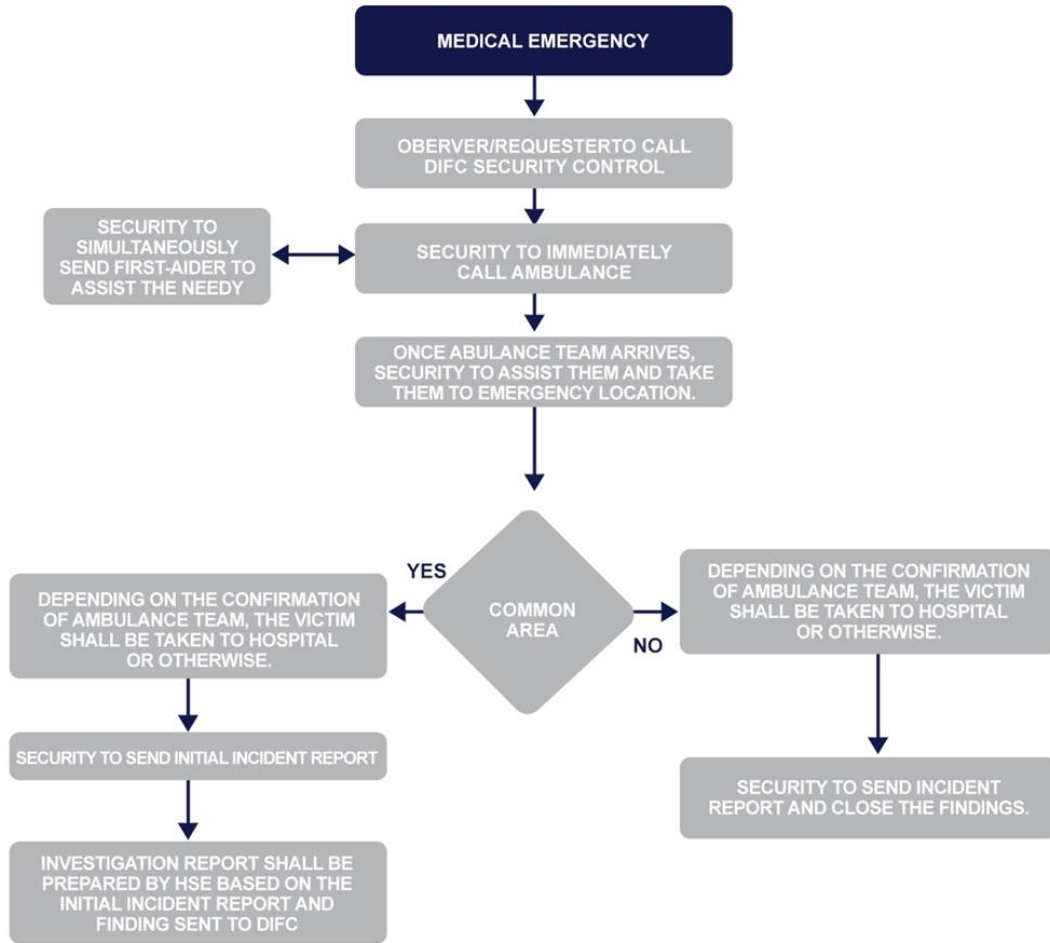 MEDICAL EMERGENCY
OBERVER/REQUESTERTO CALL
DIFC SECURITY CONTROL
SECURITY TO
SIMULTANEOUSLY
SEND FIRST-AIDER TO
ASSIST THE NEEDY
SECURITY TO IMMEDIATELY
CALL AMBULANCE
ONCE ABULANCE TEAM ARRIVES,
SECURITY TO ASSIST THEM AND TAKE
THEM TO EMERGENCY LOCATION.
COMMON
AREA
YES
DEPENDING ON THE CONFIRMATION
OF AMBULANCE TEAM, THE VICTIM
SHALL BE TAKEN TO HOSPITAL
OR OTHERWISE.
SECURITY TO SEND INITIAL INCIDENT REPORT
INVESTIGATION REPORT SHALL BE
PREPARED BY HSE BASED ON THE
INITIAL INCIDENT REPORT AND
FINDING SENT TO DIFC
NO
DEPENDING ON THE CONFIRMATION
OF AMBULANCE TEAM, THE VICTIM
SHALL BE TAKEN TO HOSPITAL
OR OTHERWISE.
SECURITY TO SEND INCIDENT
REPORT AND CLOSE THE FINDINGS.